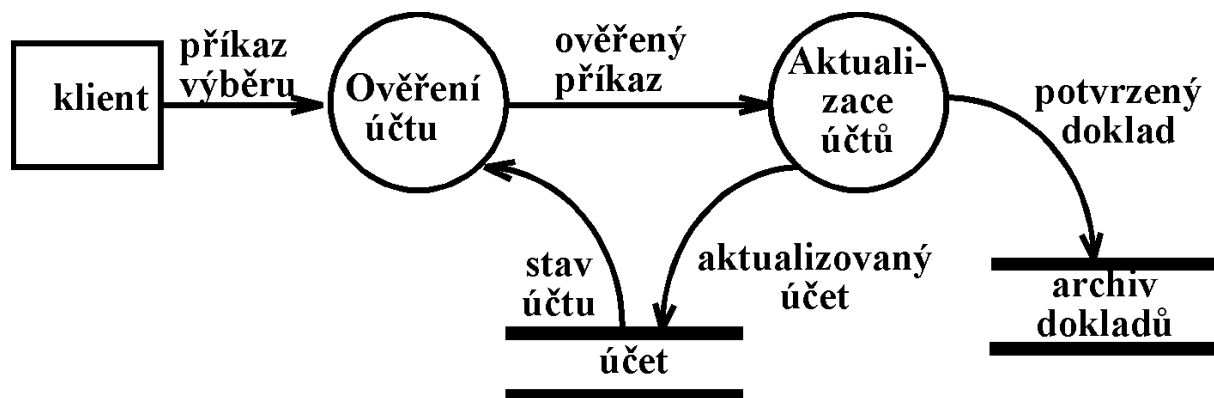 klient
příkaz
výběru
Ověření
účtu
ověřený
příkaz
Aktuali-
zace
účtů
potvrzený
doklad
stav
účtu
aktualizovaný
účet
účet
archiv
dokladů